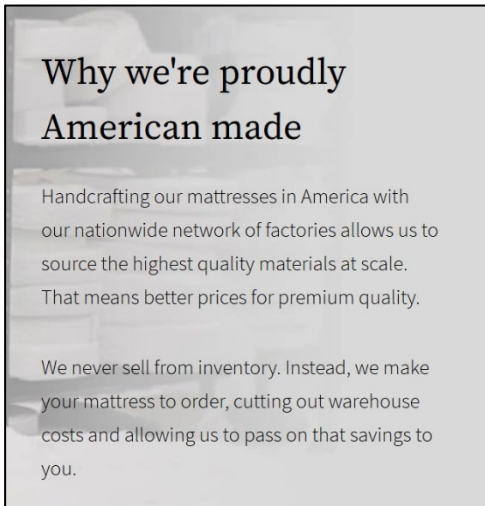 Why we're proudly
American made
Handcrafting our mattresses in America with
our nationwide network of factories allows us to
source the highest quality materials at scale.
That means better prices for premium quality.
We never sell from inventory. Instead, we make
your mattress to order, cutting out warehouse
costs and allowing us to pass on that savings to
you.